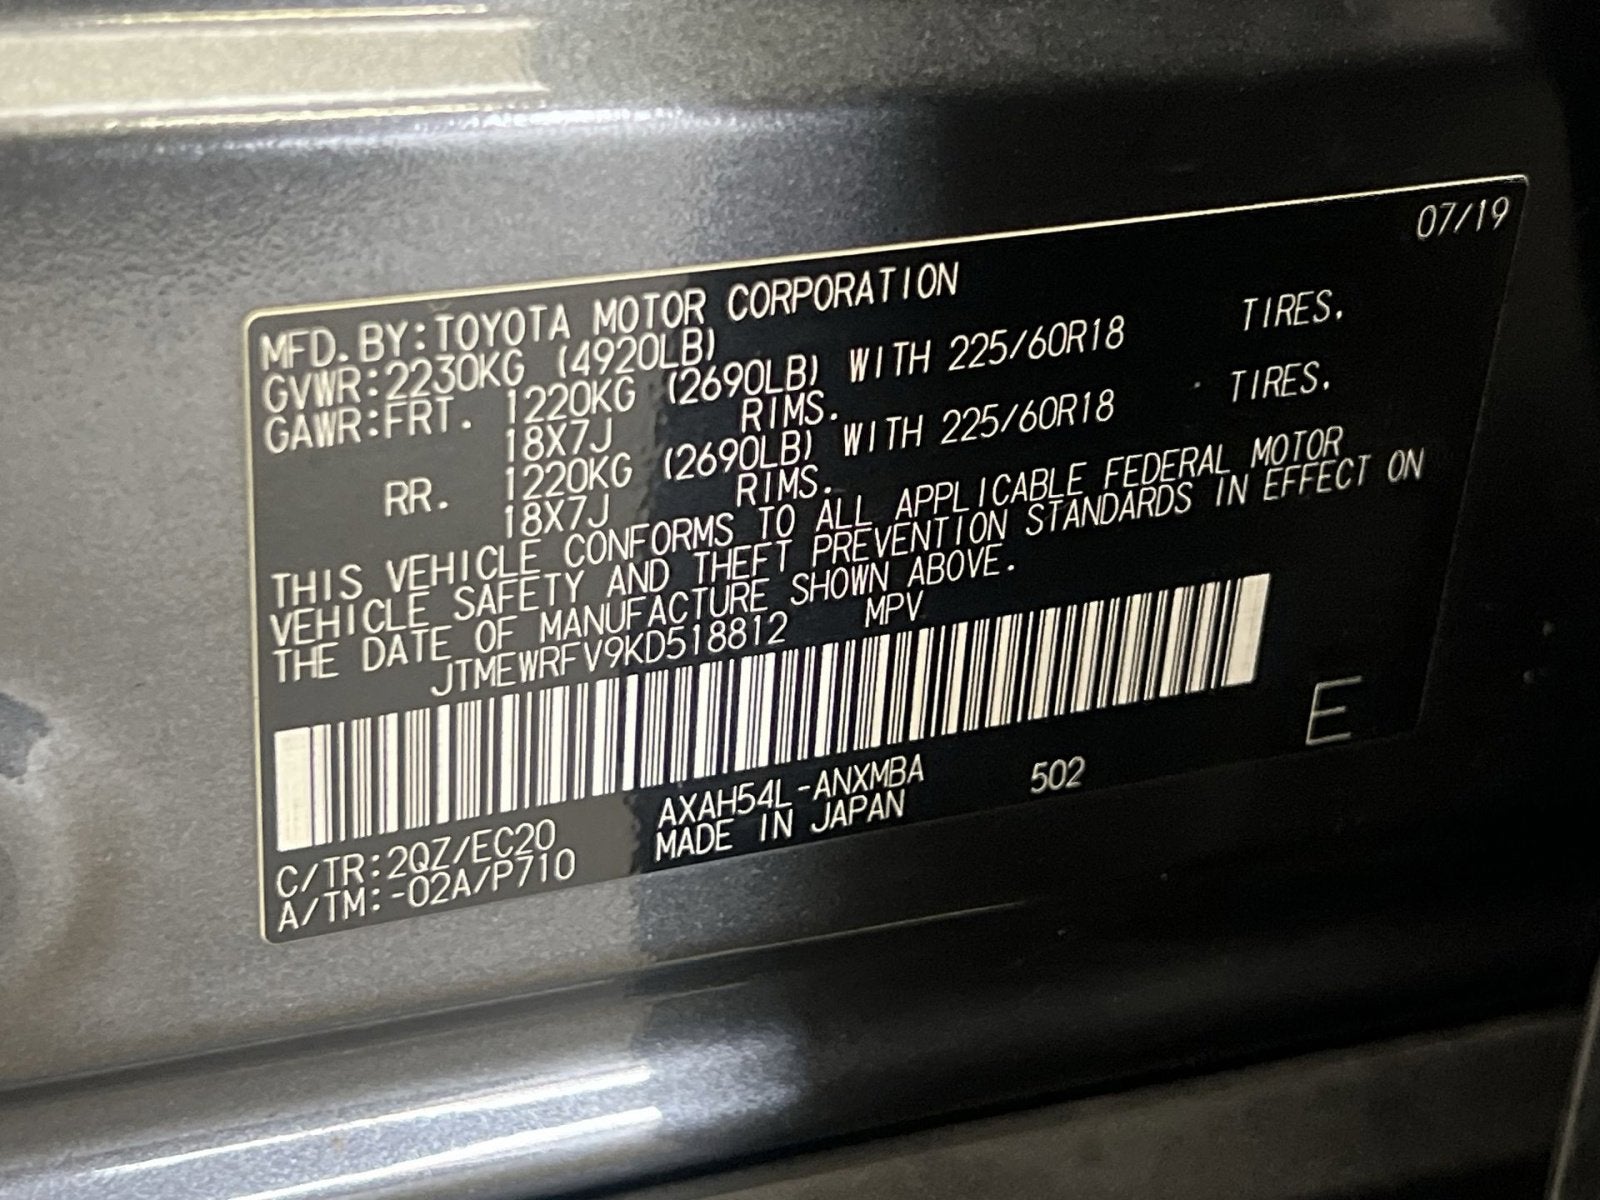 07/19
MFD. BY:TOYOTA MOTOR CORPORATION
GVWR:2230KG (4920LB)
GAWR:FRT. 1220KG (2690LB) WITH 225/60R18 TIRES.
18X7J RIMS.
RR. 1220KG (2690LB) WITH 225/60R18 TIRES.
18X7J RIMS.
THIS VEHICLE CONFORMS TO ALL APPLICABLE FEDERAL MOTOR
VEHICLE SAFETY AND THEFT PREVENTION STANDARDS IN EFFECT ON
THE DATE OF MANUFACTURE SHOWN ABOVE.
JTMEWRFV9KD518812 MPV
AXAH54L-ANXMBA 502 E
MADE IN JAPAN
C/TR:2QZ/EC20
A/TM:-02A/P710